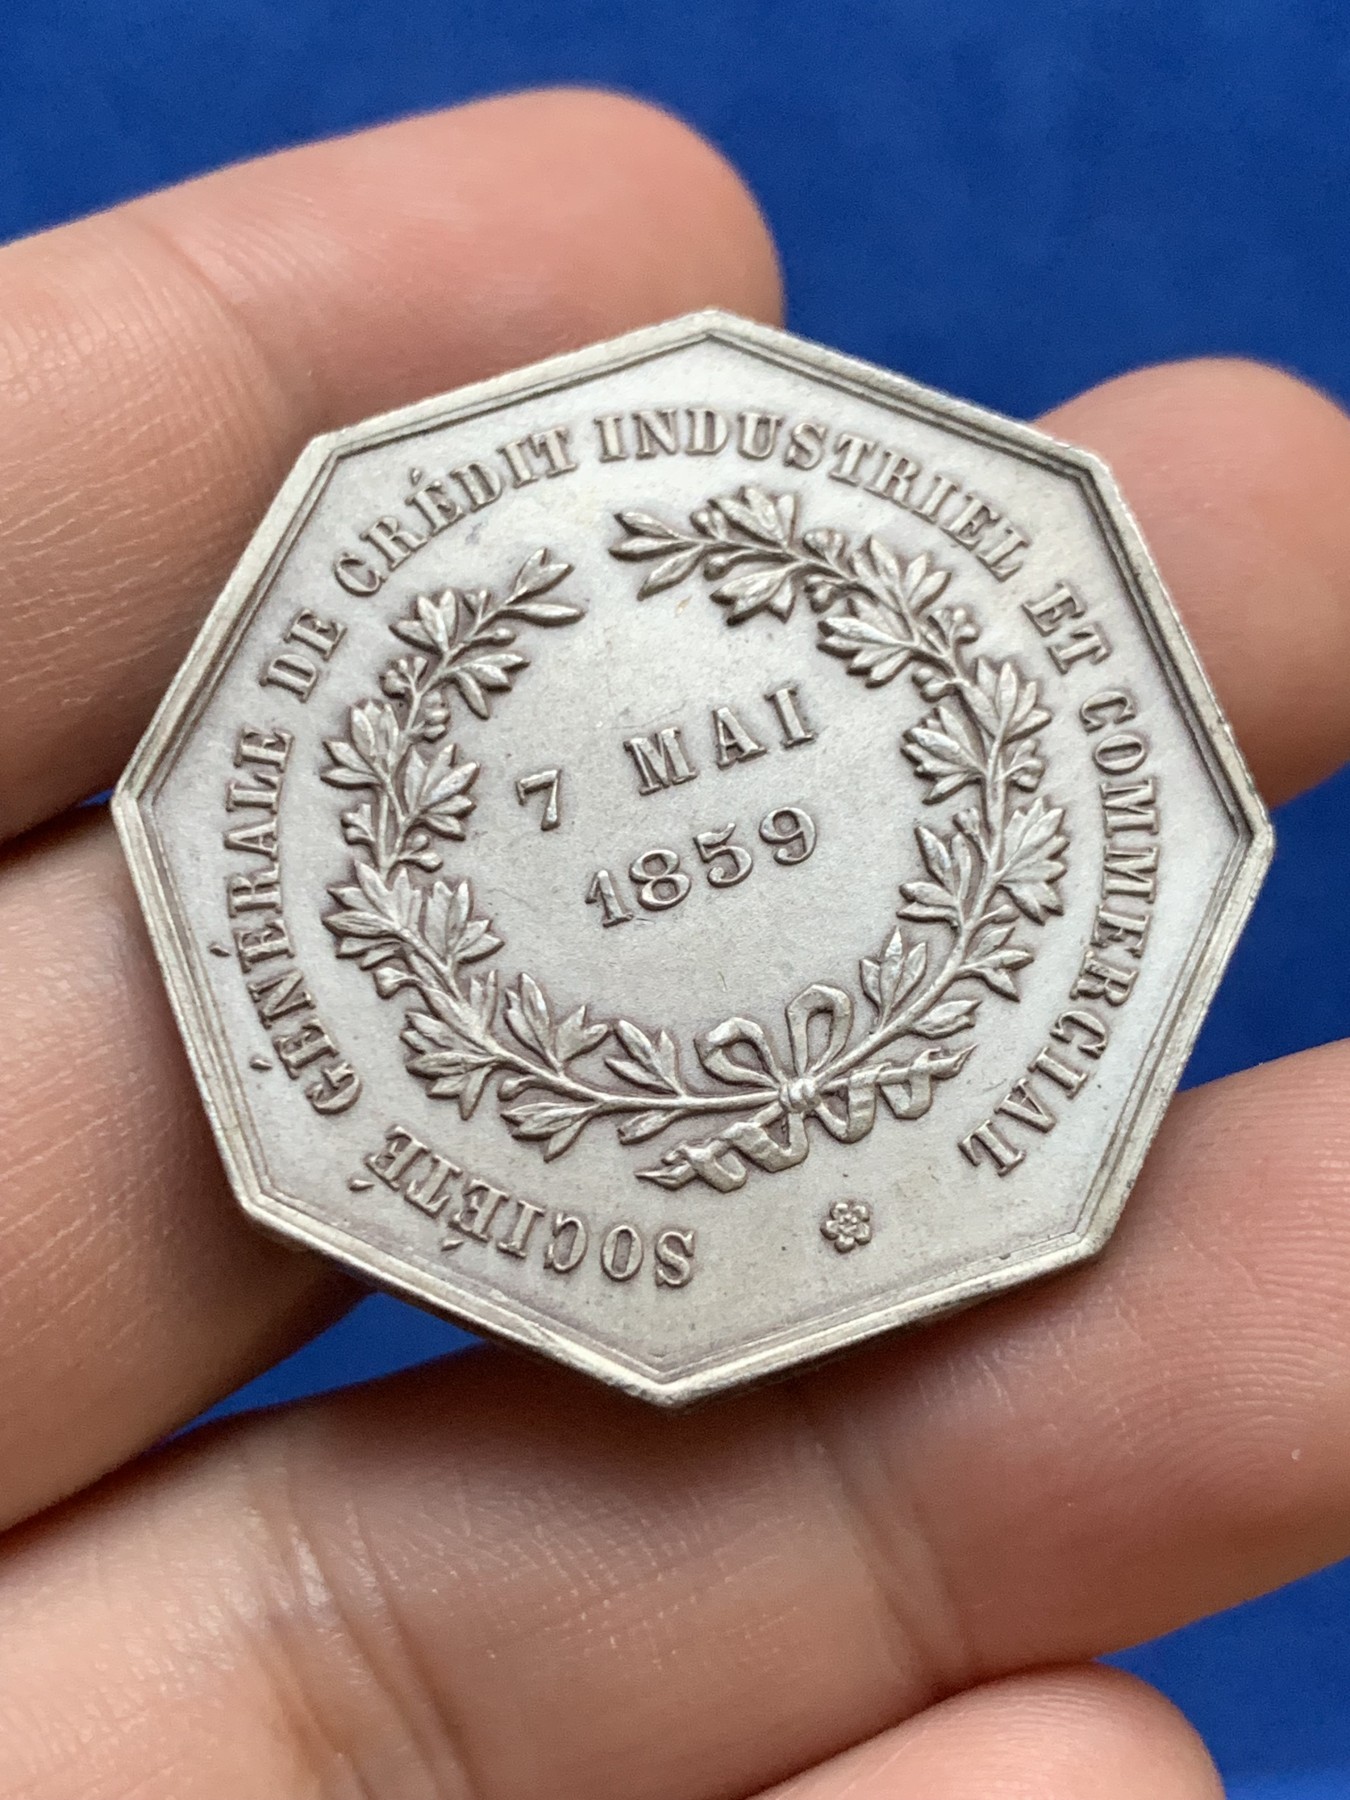 SOCIÉTÉ GÉNÉRALE DE CRÉDIT INDUSTRIEL ET COMMERCIAL
7 MAI
1859